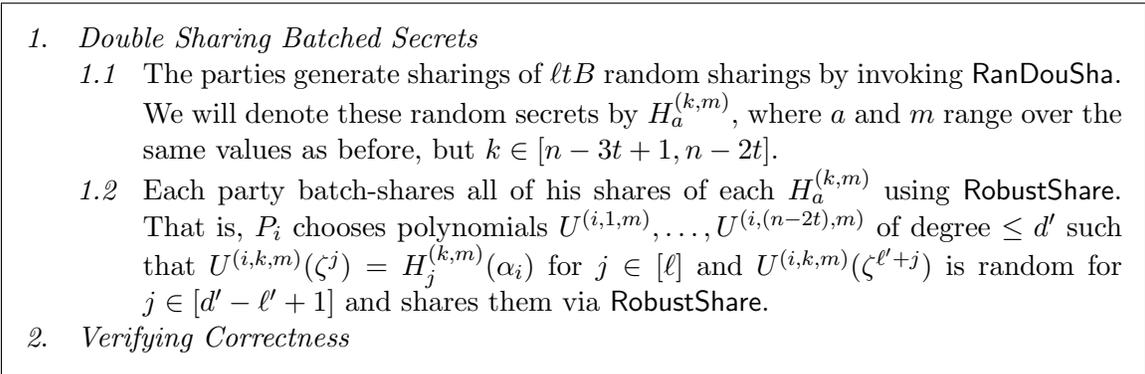 1. Double Sharing Batched Secrets
1.1 The parties generate sharings of ℓtB random sharings by invoking RanDouSha.
We will denote these random secrets by H_a^{(k,m)}, where a and m range over the
same values as before, but k ∈ [n − 3t + 1, n − 2t].
1.2 Each party batch-shares all of his shares of each H_a^{(k,m)} using RobustShare.
That is, P_i chooses polynomials U^{(i,1,m)}, . . . , U^{(i,(n−2t),m)} of degree ≤ d′ such
that U^{(i,k,m)}(ζ^j) = H_j^{(k,m)}(α_i) for j ∈ [ℓ] and U^{(i,k,m)}(ζ^{ℓ′+j}) is random for
j ∈ [d′ − ℓ′ + 1] and shares them via RobustShare.
2. Verifying Correctness